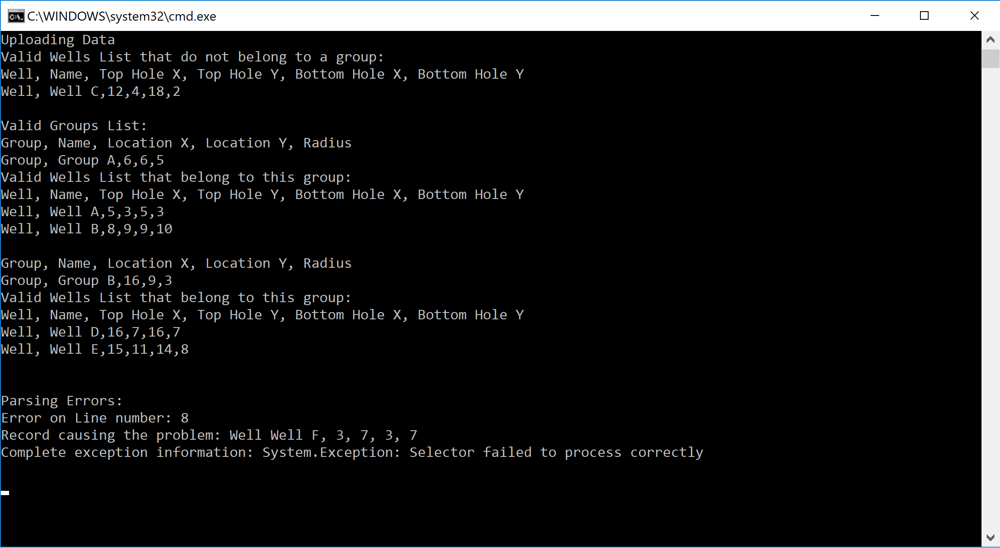 C:\WINDOWS\system32\cmd.exe
Uploading Data
Valid Wells List that do not belong to a group:
Well, Name, Top Hole X, Top Hole Y, Bottom Hole X, Bottom Hole Y
Well, Well C,12,4,18,2
Valid Groups List:
Group, Name, Location X, Location Y, Radius
Group, Group A,6,6,5
Valid Wells List that belong to this group:
Well, Name, Top Hole X, Top Hole Y, Bottom Hole X, Bottom Hole Y
Well, Well A,5,3,5,3
Well, Well B,8,9,9,10
Group, Name, Location X, Location Y, Radius
Group, Group B,16,9,3
Valid Wells List that belong to this group:
Well, Name, Top Hole X, Top Hole Y, Bottom Hole X, Bottom Hole Y
Well, Well D,16,7,16,7
Well, Well E,15,11,14,8
Parsing Errors:
Error on Line number: 8
Record causing the problem: Well Well F, 3, 7, 3, 7
Complete exception information: System.Exception: Selector failed to process correctly